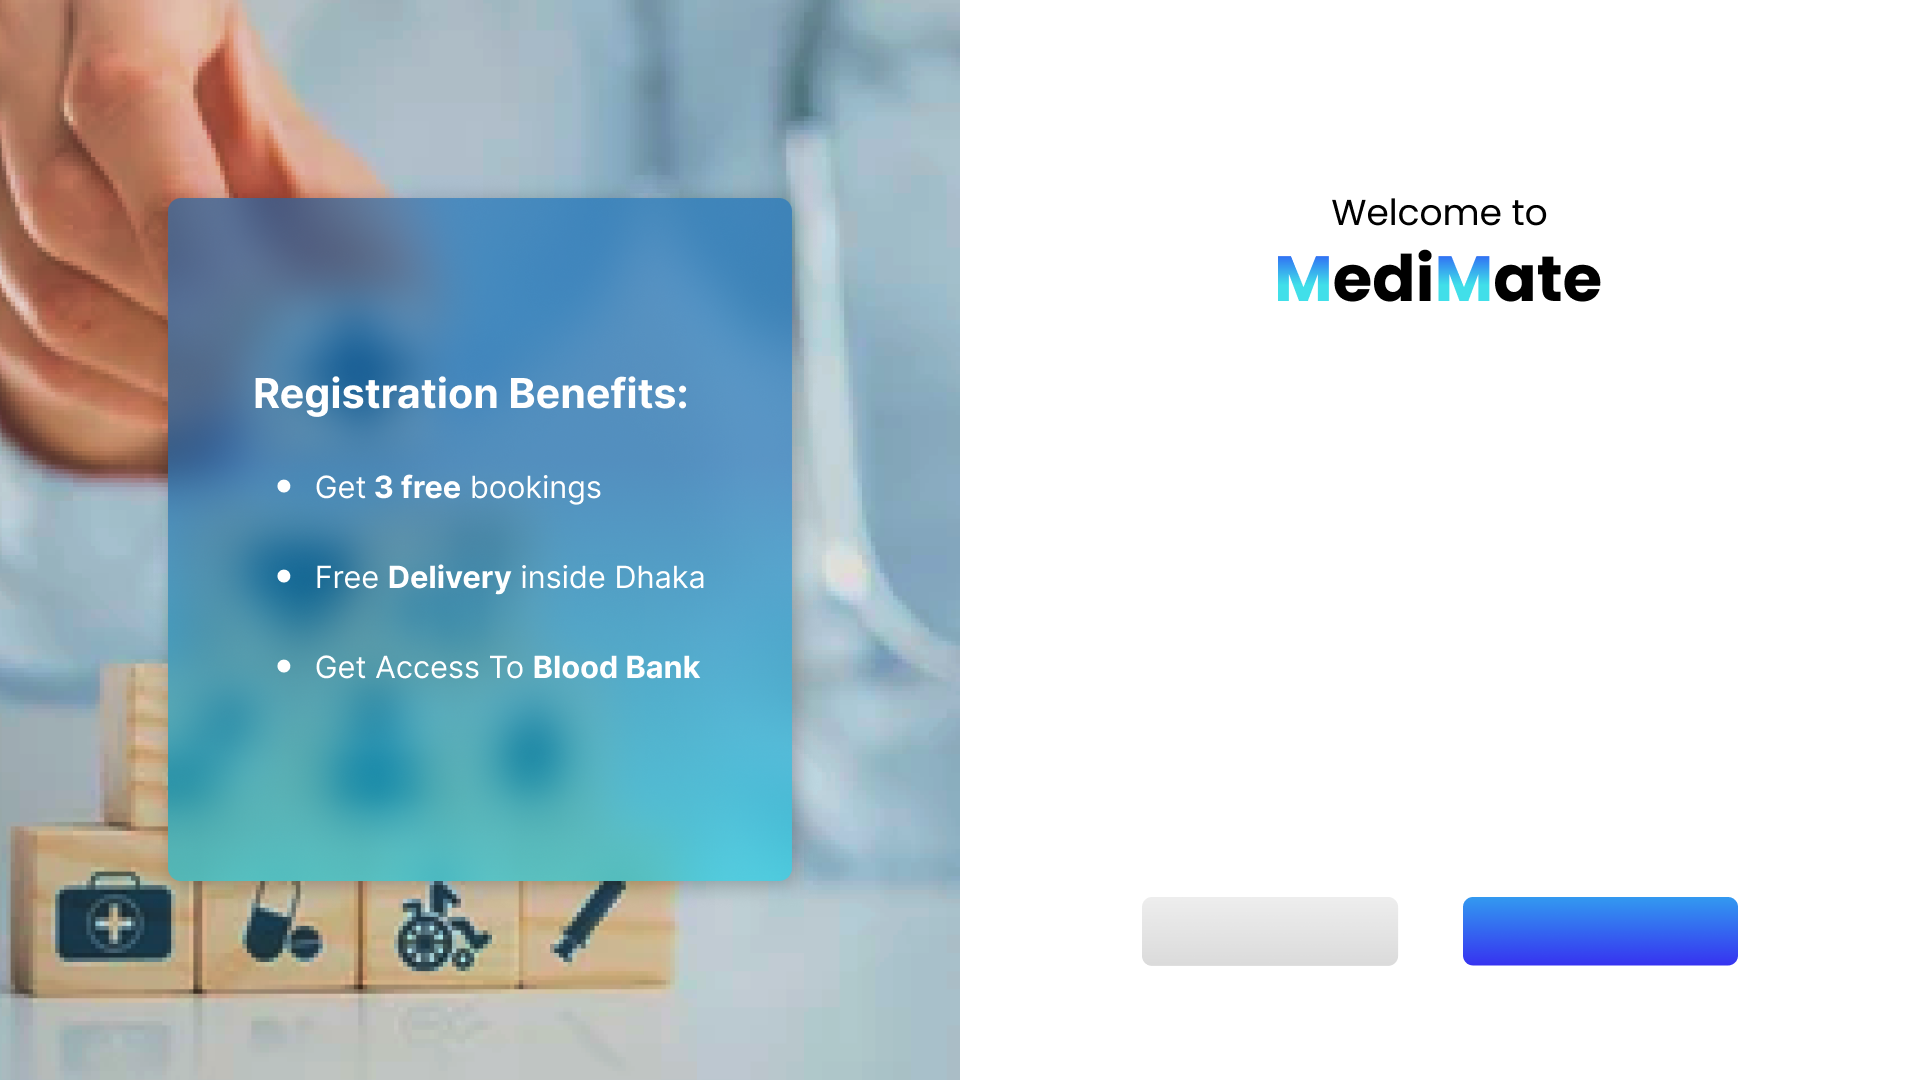 Registration Benefits:
• Get 3 free bookings
• Free Delivery inside Dhaka
• Get Access To Blood Bank
Welcome to
MediMate